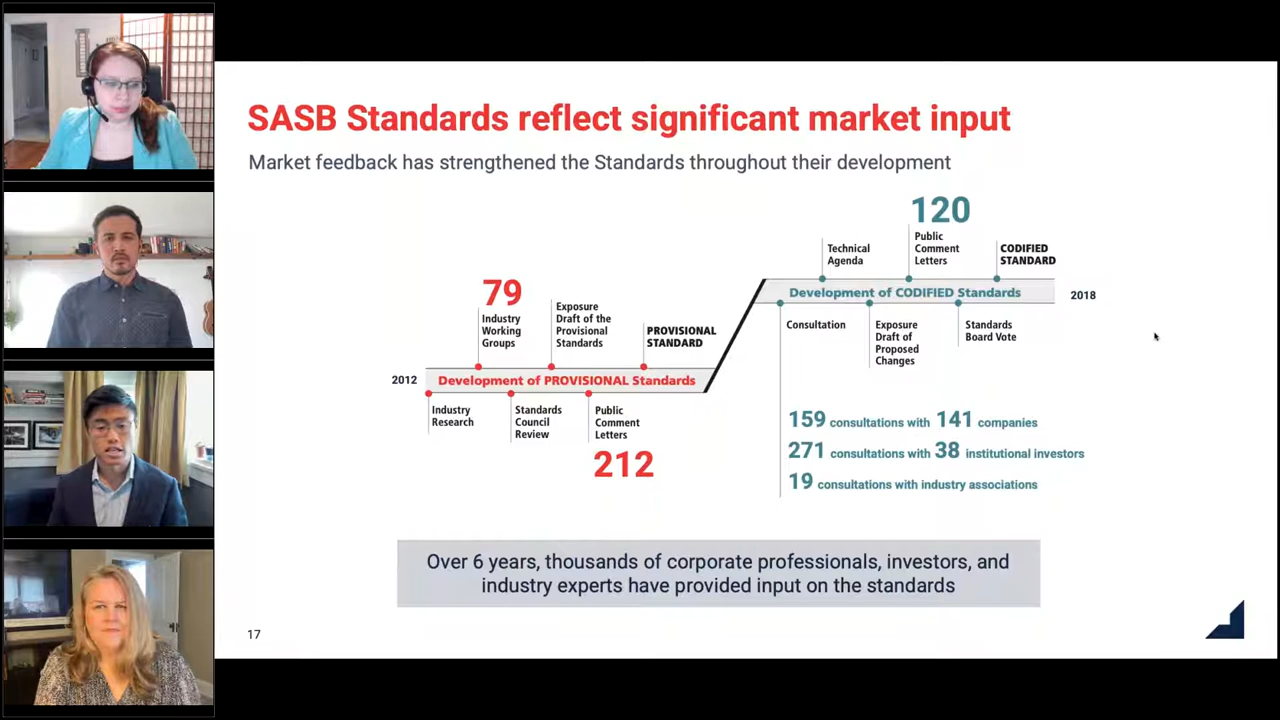 SASB Standards reflect significant market input
Market feedback has strengthened the Standards throughout their development
79
Industry
Working
Groups
Exposure
Draft of the
Provisional
Standards
PROVISIONAL
STANDARD
2012
Development of PROVISIONAL Standards
Industry
Research
Standards
Council
Review
Public
Comment
Letters
212
Technical
Agenda
120
Public
Comment
Letters
CODIFIED
STANDARD
Development of CODIFIED Standards
2018
Consultation
Exposure
Draft of
Proposed
Changes
Standards
Board Vote
159 consultations with 141 companies
271 consultations with 38 institutional investors
19 consultations with industry associations
Over 6 years, thousands of corporate professionals, investors, and
industry experts have provided input on the standards
17